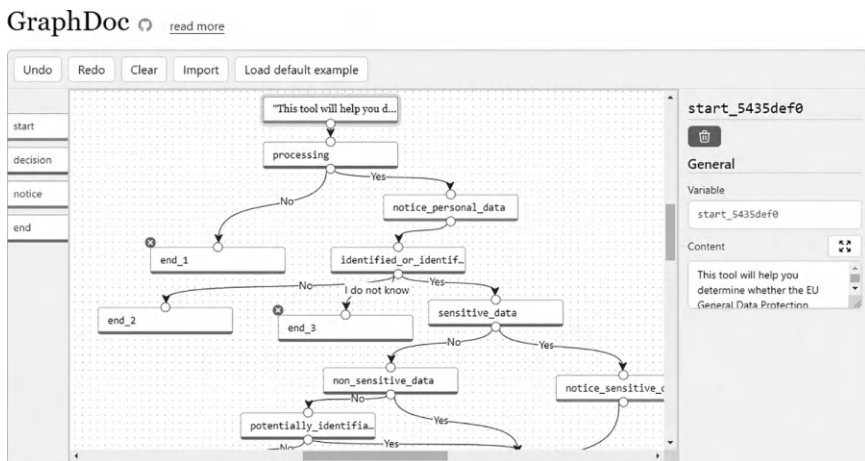 GraphDoc read more
Undo Redo Clear Import Load default example
start
decision
notice
end
"This tool will help you d...
processing
No
Yes
notice_personal_data
end_1
identified_or_identif…
No
I do not know
Yes
end_2
end_3
sensitive_data
No
Yes
non_sensitive_data
notice_sensitive_
No
Yes
potentially_identifia…
No
Yes
start_5435def0
General
Variable
start_5435def0
Content
This tool will help you
determine whether the EU
General Data Protection